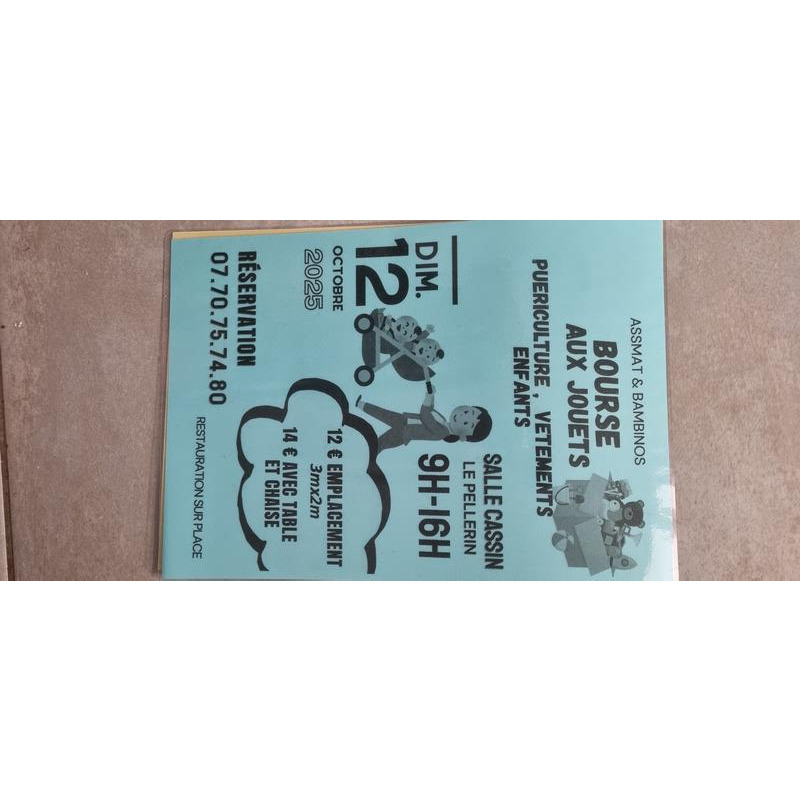 ASSMAT & BAMBINOS
BOURSE
AUX JOUETS
PUERICULTURE , VETEMENTS
ENFANTS
DIM.
12
OCTOBRE
2025
SALLE CASSIN
LE PELLERIN
9H-16H
12 € EMPLACEMENT
3mx2m
14 € AVEC TABLE
ET CHAISE
RÉSERVATION
07.70.75.74.80
RESTAURATION SUR PLACE